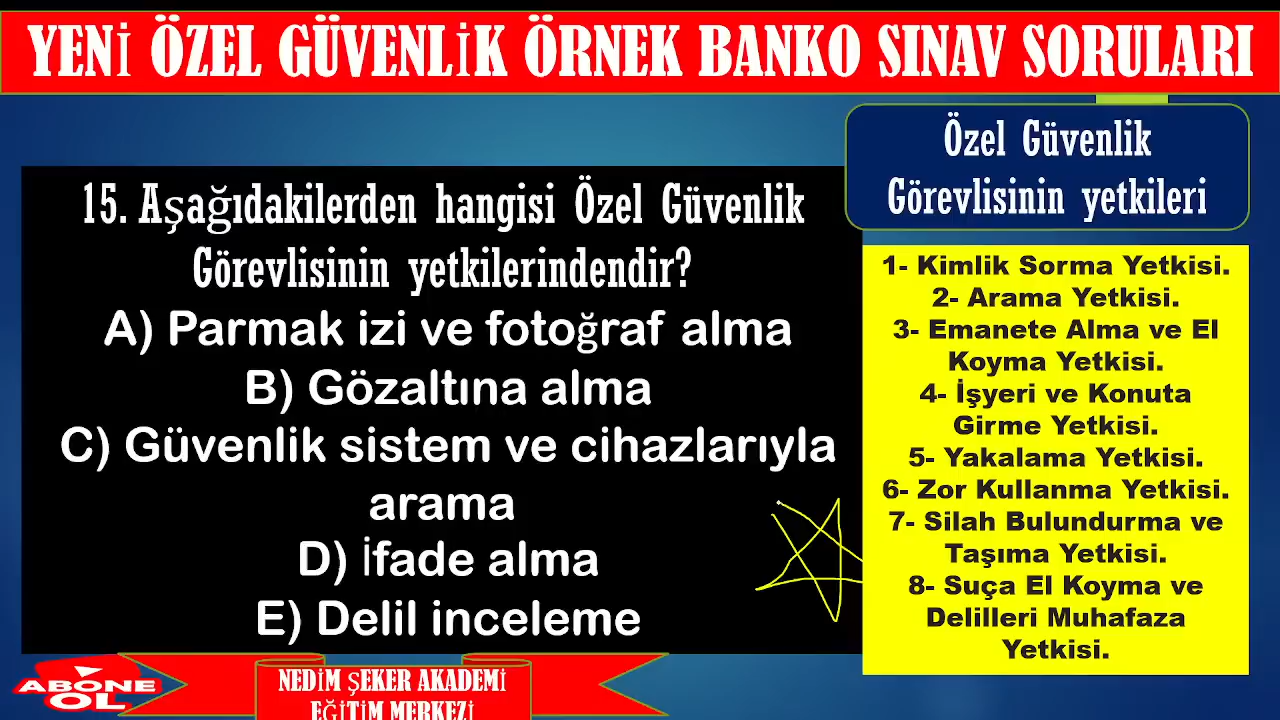 YENİ ÖZEL GÜVENLİK ÖRNEK BANKO SINAV SORULARI
15. Aşağıdakilerden hangisi Özel Güvenlik
Görevlisinin yetkilerindendir?
A) Parmak izi ve fotoğraf alma
B) Gözaltına alma
C) Güvenlik sistem ve cihazlarıyla
arama
D) İfade alma
E) Delil inceleme
Özel Güvenlik
Görevlisinin yetkileri
1- Kimlik Sorma Yetkisi.
2- Arama Yetkisi.
3- Emanete Alma ve El
Koyma Yetkisi.
4- İşyeri ve Konuta
Girme Yetkisi.
5- Yakalama Yetkisi.
6- Zor Kullanma Yetkisi.
7- Silah Bulundurma ve
Taşıma Yetkisi.
8- Suça El Koyma ve
Delilleri Muhafaza
Yetkisi.
ABONE
OL
NEDİM ŞEKER AKADEMİ
EĞİTİM MERKEZİ